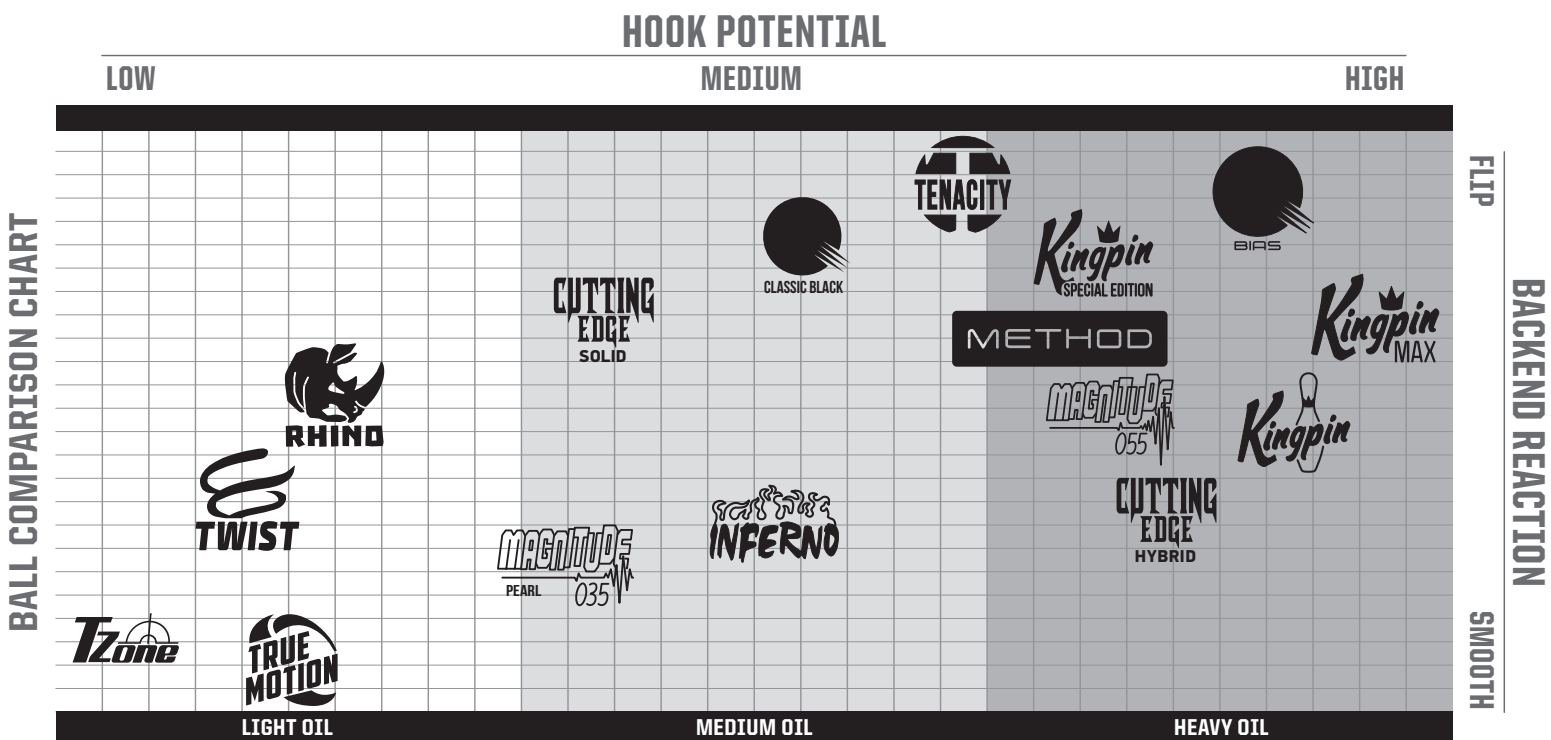 HOOK POTENTIAL
LOW
MEDIUM
HIGH
BALL COMPARISON CHART
BACKEND REACTION
FLIP
SMOOTH
TENACITY
CLASSIC BLACK
BIAS
Kingpin
SPECIAL EDITION
CUTTING
EDGE
SOLID
METHOD
Kingpin
MAX
RHINO
MAGNITUDE
055
Kingpin
TWIST
CUTTING
EDGE
HYBRID
INFERNO
MAGNITUDE
PEARL 035
TZone
TRUE
MOTION
LIGHT OIL
MEDIUM OIL
HEAVY OIL